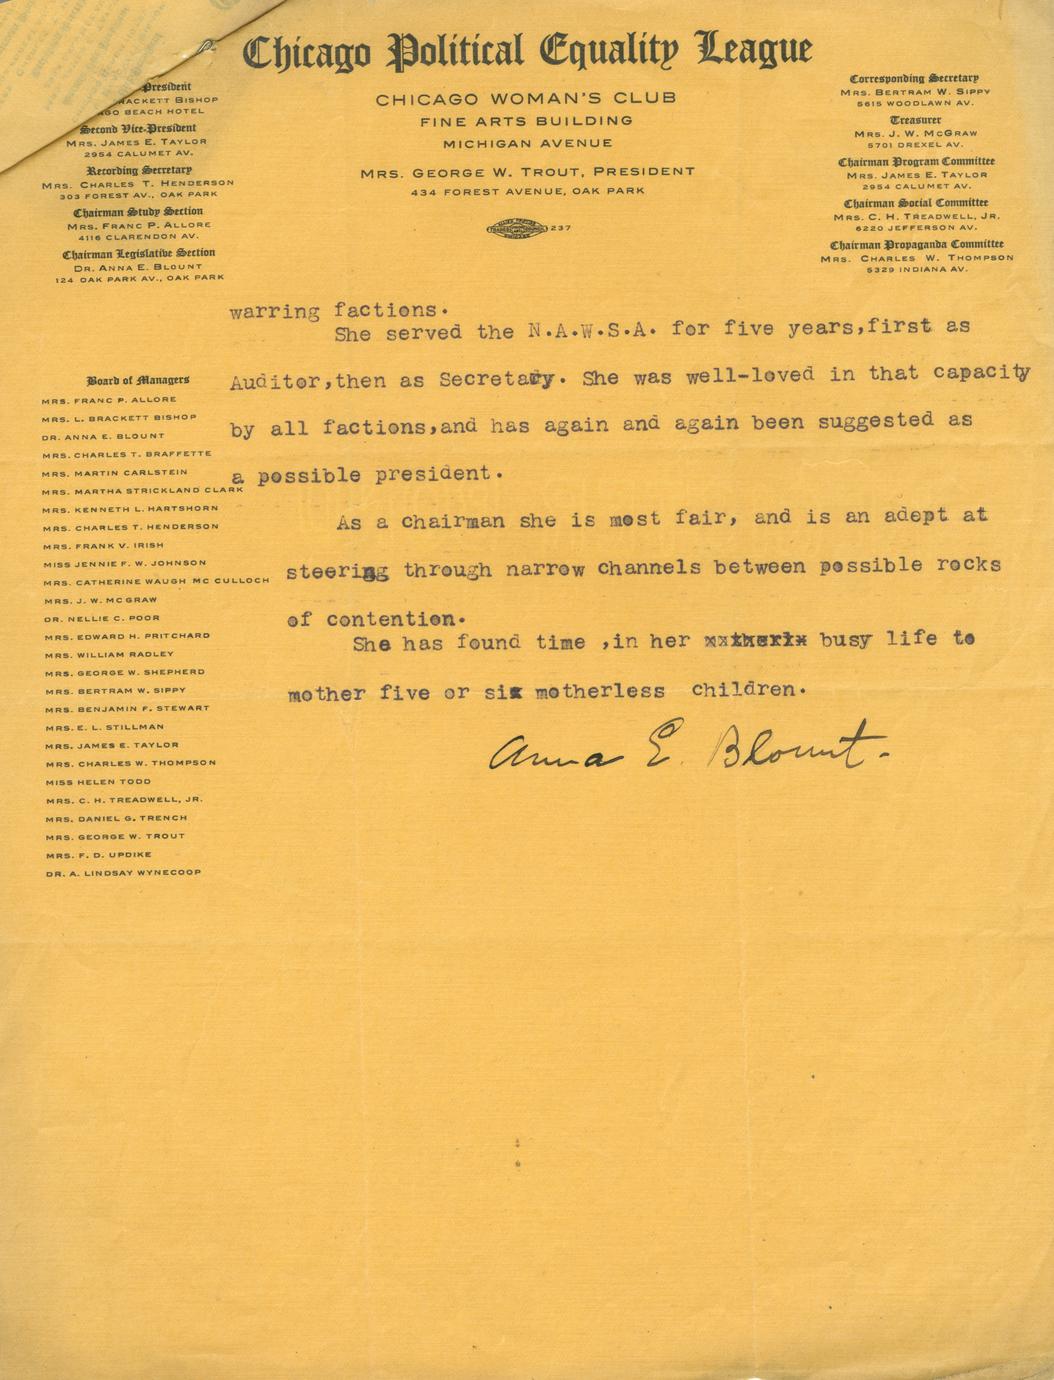 Chicago Political Equality League
CHICAGO WOMAN'S CLUB
FINE ARTS BUILDING
MICHIGAN AVENUE
MRS. GEORGE W. TROUT, PRESIDENT
434 FOREST AVENUE, OAK PARK
237
President
BRACKETT BISHOP
BEACH HOTEL
Second Vice-President
MRS. JAMES E. TAYLOR
2954 CALUMET AV.
Recording Secretary
MRS. CHARLES T. HENDERSON
303 FOREST AV., OAK PARK
Chairman Study Section
MRS. FRANC P. ALLORE
4116 CLARENDON AV.
Chairman Legislative Section
DR. ANNA E. BLOUNT
124 OAK PARK AV., OAK PARK
Corresponding Secretary
MRS. BERTRAM W. SIPPY
5615 WOODLAWN AV.
Treasurer
MRS. J. W. MCGRAW
5701 DREXEL AV.
Chairman Program Committee
MRS. JAMES E. TAYLOR
2954 CALUMET AV.
Chairman Social Committee
MRS. C. H. TREADWELL, JR.
6220 JEFFERSON AV.
Chairman Propaganda Committee
MRS. CHARLES W. THOMPSON
5329 INDIANA AV.
Board of Managers
MRS. FRANC P. ALLORE
MRS. L. BRACKETT BISHOP
DR. ANNA E. BLOUNT
MRS. CHARLES T. BRAFFETTE
MRS. MARTIN CARLSTEIN
MRS. MARTHA STRICKLAND CLARK
MRS. KENNETH L. HARTSHORN
MRS. CHARLES T. HENDERSON
MRS. FRANK V. IRISH
MISS JENNIE F. W. JOHNSON
MRS. CATHERINE WAUGH MC CULLOCH
MRS. J. W. MC GRAW
DR. NELLIE C. POOR
MRS. EDWARD H. PRITCHARD
MRS. WILLIAM RADLEY
MRS. GEORGE W. SHEPHERD
MRS. BERTRAM W. SIPPY
MRS. BENJAMIN F. STEWART
MRS. E. L. STILLMAN
MRS. JAMES E. TAYLOR
MRS. CHARLES W. THOMPSON
MISS HELEN TODD
MRS. C. H. TREADWELL, JR.
MRS. DANIEL G. TRENCH
MRS. GEORGE W. TROUT
MRS. F. D. UPDIKE
DR. A. LINDSAY WYNECOOP
warring factions.
She served the N.A.W.S.A. for five years,first as
Auditor,then as Secretary. She was well-loved in that capacity
by all factions,and has again and again been suggested as
a possible president.
As a chairman she is most fair, and is an adept at
steering through narrow channels between possible rocks
of contention.
She has found time ,in her busy life to
mother five or six motherless children.
Anna E. Blount.